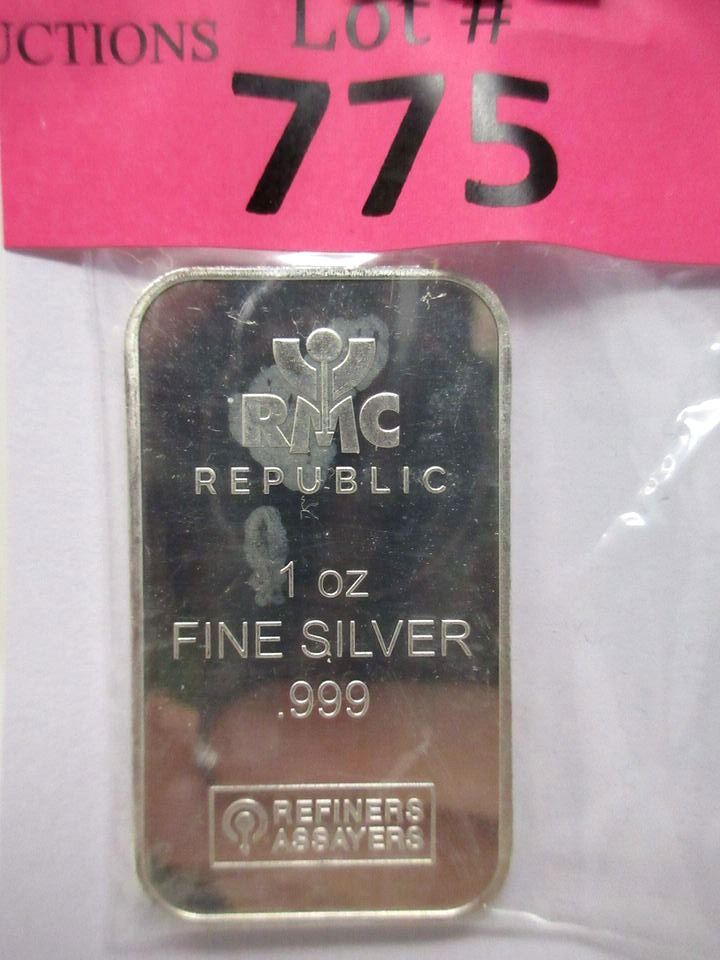 UCTIONS Lot #
775
RMC
REPUBLIC
1 oz
FINE SILVER
.999
REFINERS
ASSAYERS